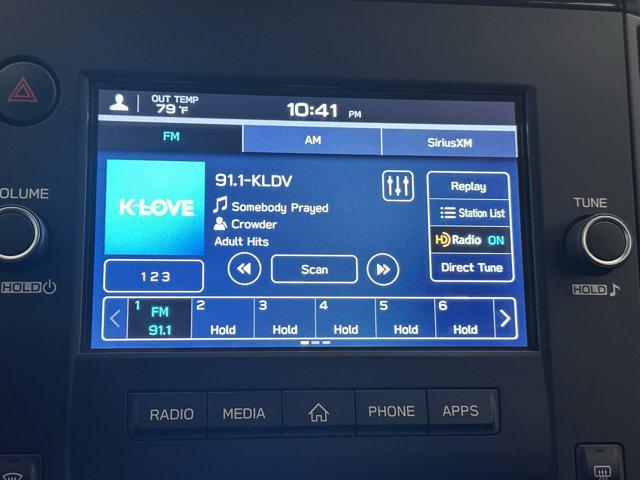 OUT TEMP
79°F
10:41 PM
FM AM SiriusXM
K-LOVE
91.1-KLDV
Somebody Prayed
Crowder
Adult Hits
Replay
Station List
HD Radio ON
Direct Tune
1 2 3
Scan
1 FM 91.1
2 Hold
3 Hold
4 Hold
5 Hold
6 Hold
VOLUME
HOLD
TUNE
HOLD
RADIO MEDIA PHONE APPS